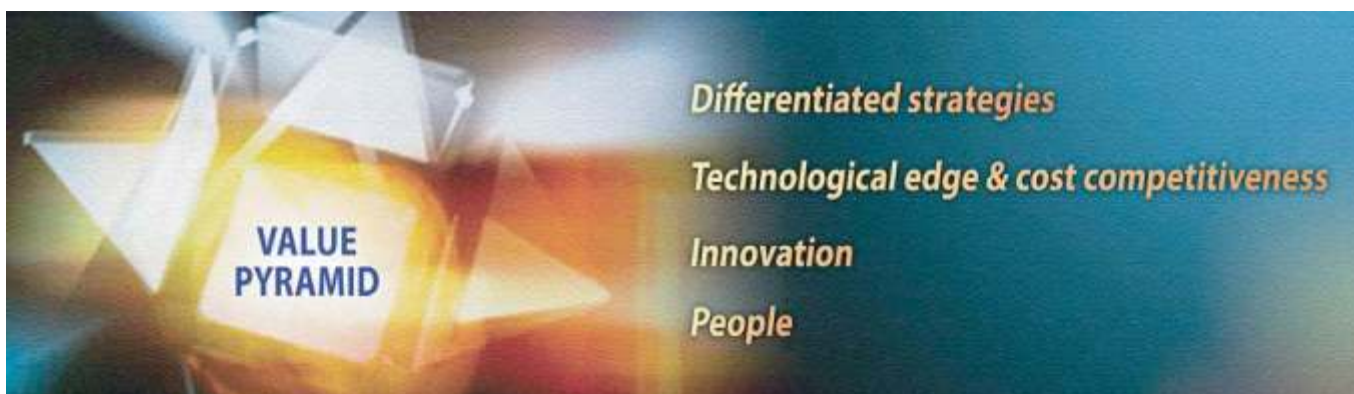 VALUE
PYRAMID
Differentiated strategies
Technological edge & cost competitiveness
Innovation
People